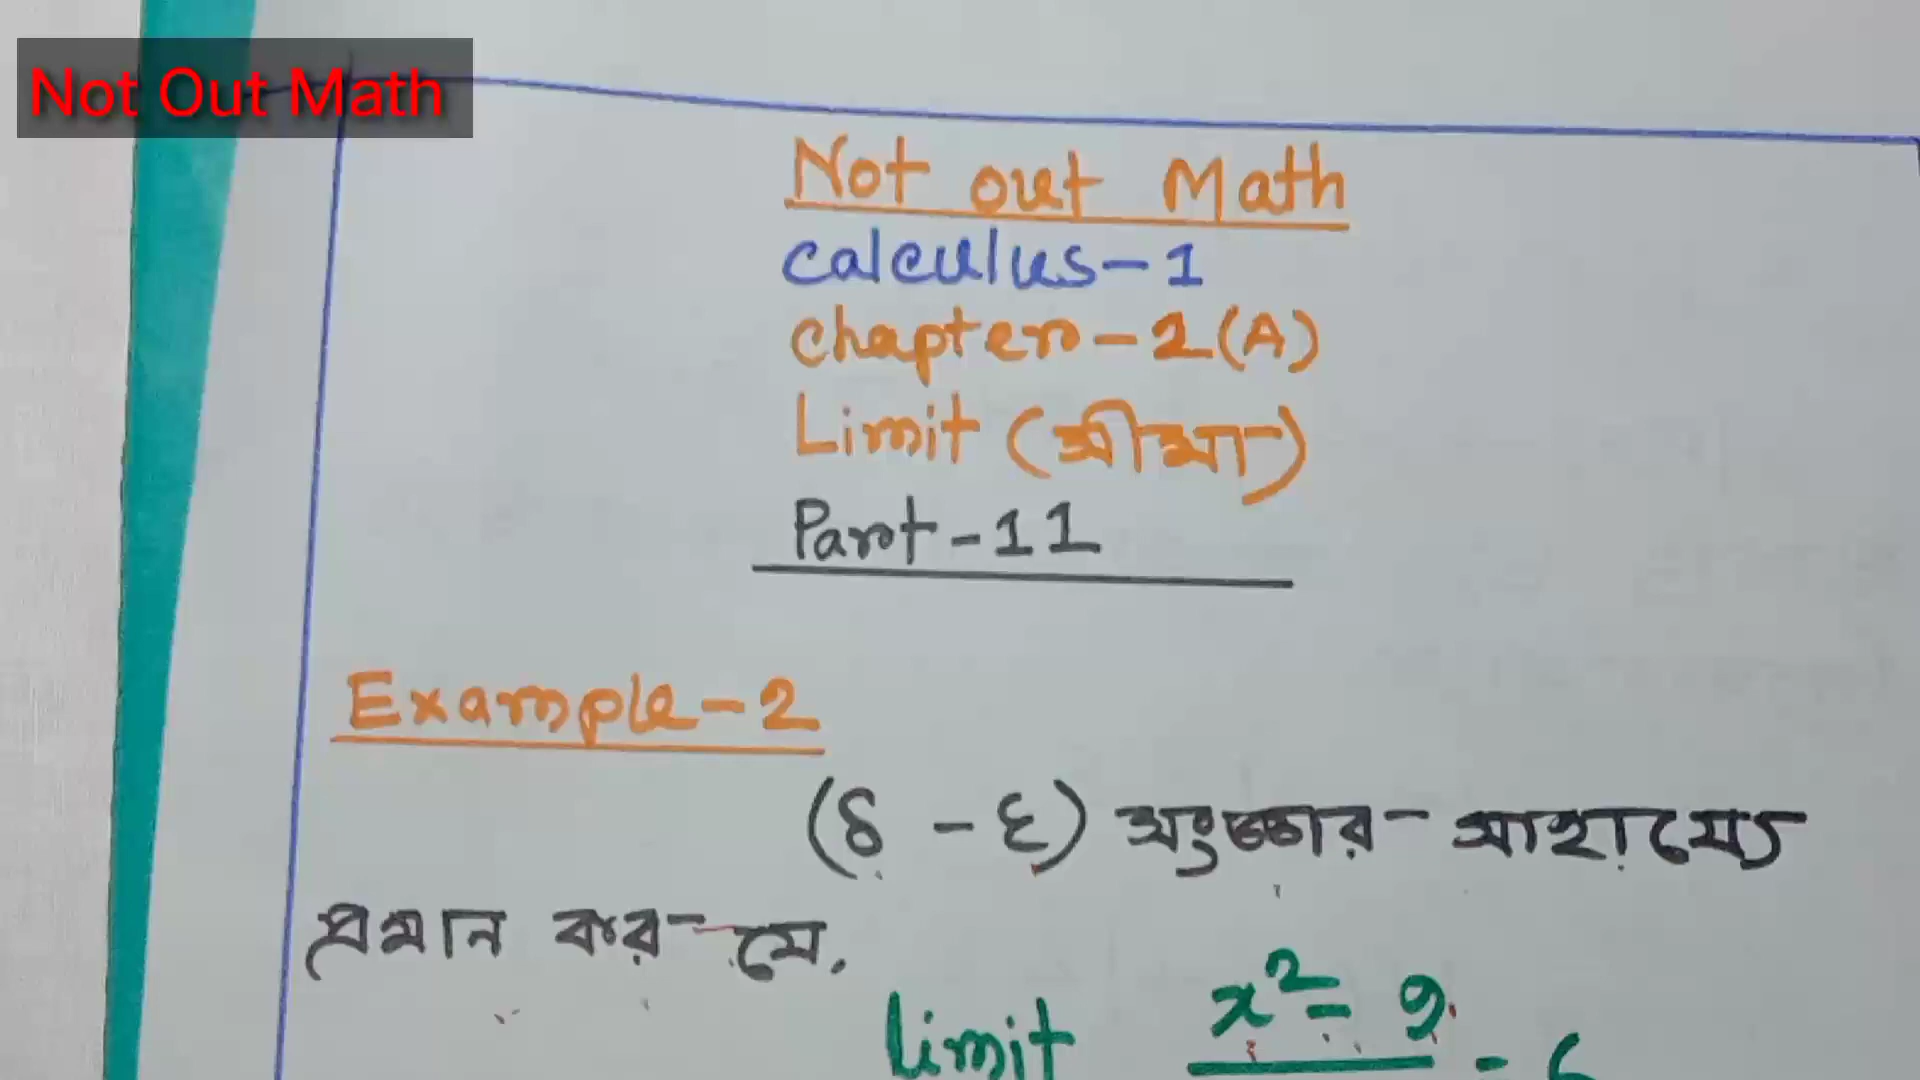 Not Out Math
Not out Math
Calculus-1
Chapter-2(A)
Limit (সীমা)
Part-11
Example-2
(δ - ε) সংজ্ঞার সাহায্যে
প্রমান কর যে,
x² - 9
limit = 6